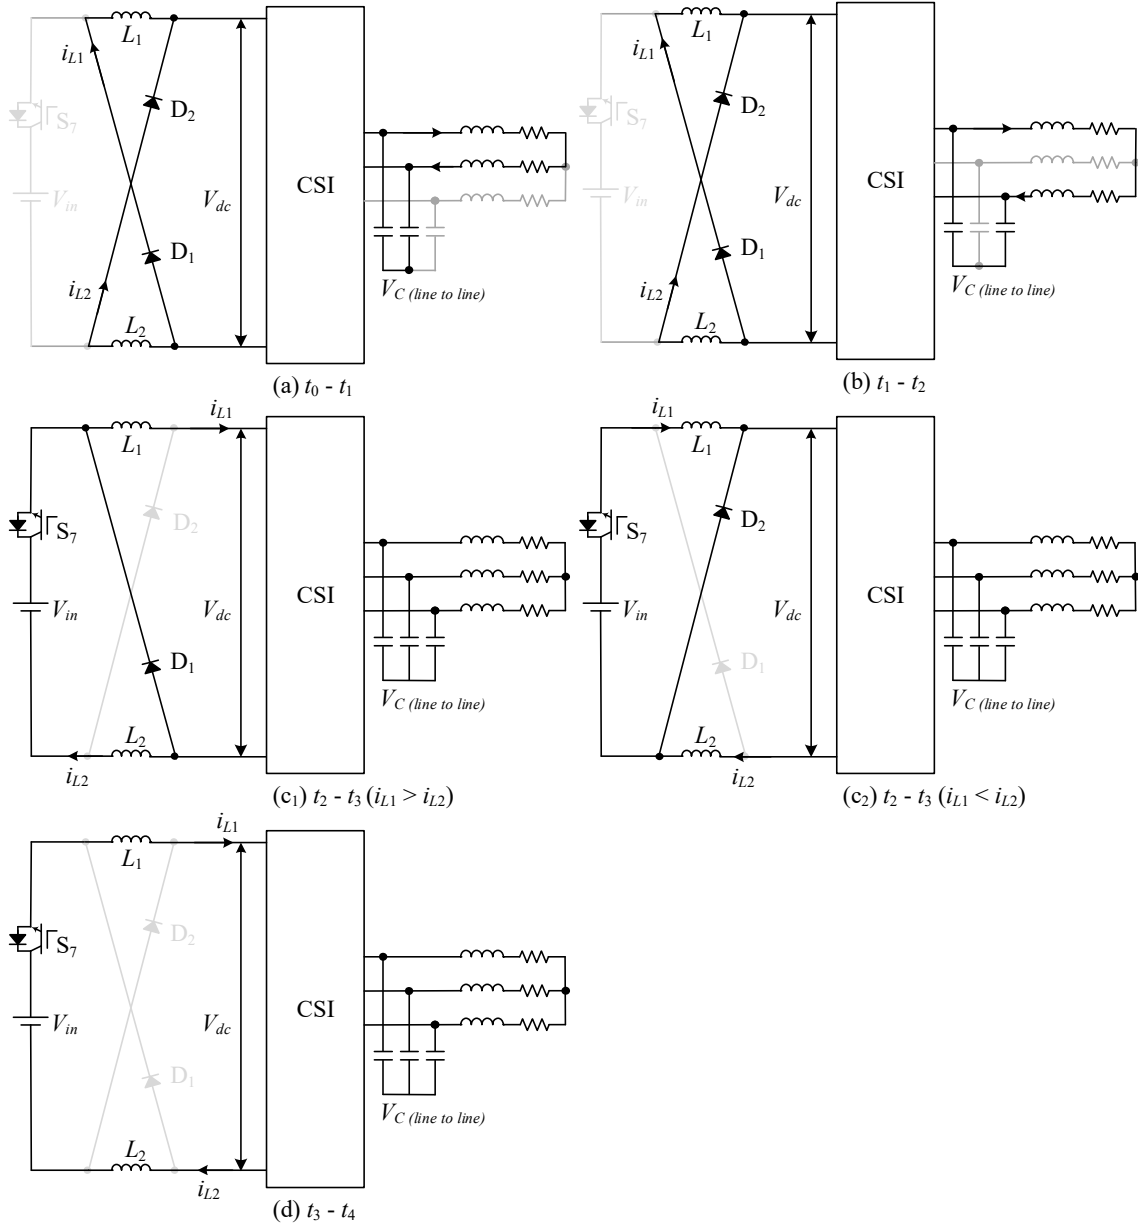 L1
iL1
D2
S7
Vin
Vdc
CSI
D1
iL2
L2
VC (line to line)
(a) t0 - t1
L1
iL1
D2
S7
Vin
Vdc
CSI
D1
iL2
L2
VC (line to line)
(b) t1 - t2
iL1
L1
D2
S7
Vin
Vdc
CSI
D1
L2
iL2
VC (line to line)
(c1) t2 - t3 (iL1 > iL2)
iL1
L1
D2
S7
Vin
Vdc
CSI
D1
L2
iL2
VC (line to line)
(c2) t2 - t3 (iL1 < iL2)
iL1
L1
D2
S7
Vin
Vdc
CSI
D1
L2
iL2
VC (line to line)
(d) t3 - t4